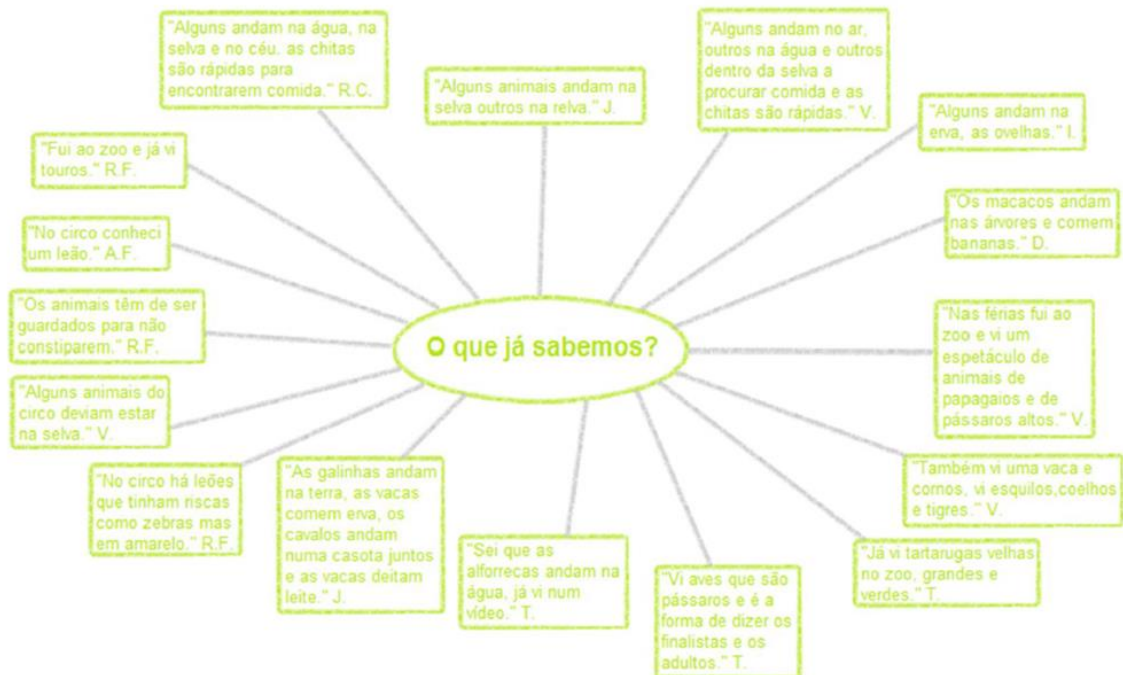 "Alguns andam na água, na
selva e no céu. as chitas
são rápidas para
encontrarem comida." R.C.
"Alguns animais andam na
selva outros na relva." J.
"Alguns andam no ar,
outros na água e outros
dentro da selva a
procurar comida e as
chitas são rápidas." V.
"Alguns andam na
erva, as ovelhas." I.
"Fui ao zoo e já vi
touros." R.F.
"Os macacos andam
nas árvores e comem
bananas." D.
"No circo conheci
um leão." A.F.
"Os animais têm de ser
guardados para não
constiparem." R.F.
O que já sabemos?
"Nas férias fui ao
zoo e vi um
espetáculo de
animais de
papagaios e de
pássaros altos." V.
"Alguns animais do
circo deviam estar
na selva." V.
"No circo há leões
que tinham riscas
como zebras mas
em amarelo." R.F.
"As galinhas andam
na terra, as vacas
comem erva, os
cavalos andam
numa casota juntos
e as vacas deitam
leite." J.
"Sei que as
alforrecas andam na
água, já vi num
vídeo." T.
"Vi aves que são
pássaros e é a
forma de dizer os
finalistas e os
adultos." T.
"Já vi tartarugas velhas
no zoo, grandes e
verdes." T.
"Também vi uma vaca e
cornos, vi esquilos,coelhos
e tigres." V.